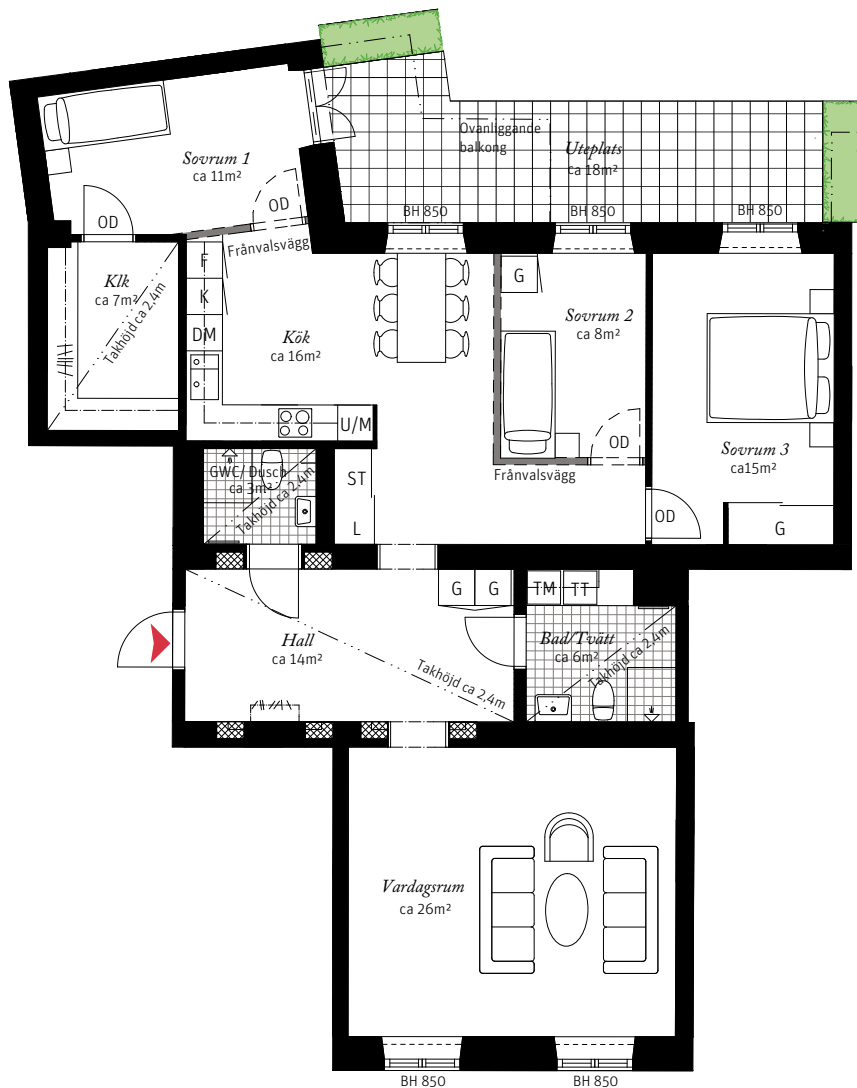 Ovanliggande
balkong
Uteplats
ca 18m²
Sovrum 1
ca 11m²
OD
OD
BH 850
BH 850
BH 850
Frånvalsvägg
Klk
ca 7m²
Takhöjd ca 2.4m
F
K
DM
Kök
ca 16m²
U/M
G
Sovrum 2
ca 8m²
OD
Frånvalsvägg
Sovrum 3
ca15m²
OD
G
GWC/ Dusch
ca 3m²
Takhöjd ca 2.4m
ST
L
G
G
TM
TT
Hall
ca 14m²
Takhöjd ca 2.4m
Bad/Tvätt
ca 6m²
Takhöjd ca 2.4m
Vardagsrum
ca 26m²
BH 850
BH 850